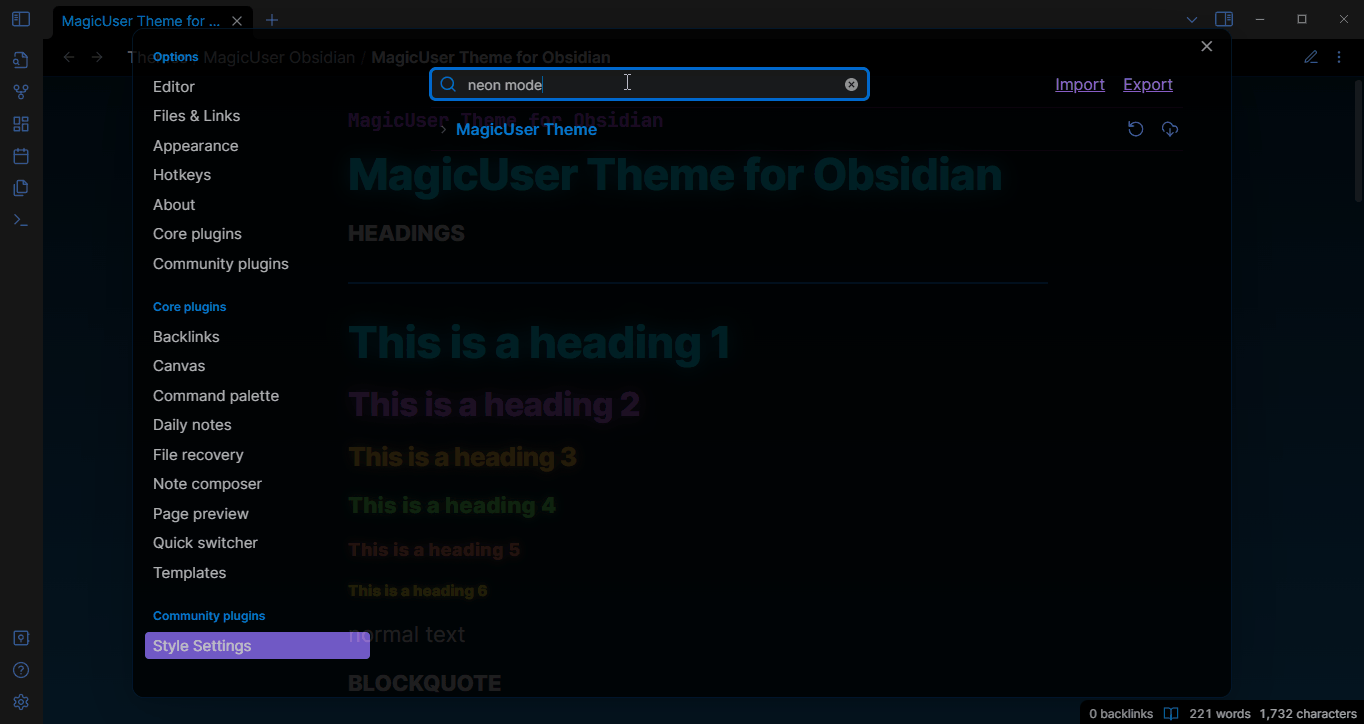 MagicUser Theme for ...
Themes / MagicUser Obsidian / MagicUser Theme for Obsidian
Options
Editor
Files & Links
Appearance
Hotkeys
About
Core plugins
Community plugins
Core plugins
Backlinks
Canvas
Command palette
Daily notes
File recovery
Note composer
Page preview
Quick switcher
Templates
Community plugins
Style Settings
neon mode
Import Export
MagicUser Theme
MagicUser Theme for Obsidian
MagicUser Theme for Obsidian
HEADINGS
This is a heading 1
This is a heading 2
This is a heading 3
This is a heading 4
This is a heading 5
This is a heading 6
normal text
BLOCKQUOTE
0 backlinks 221 words 1,732 characters